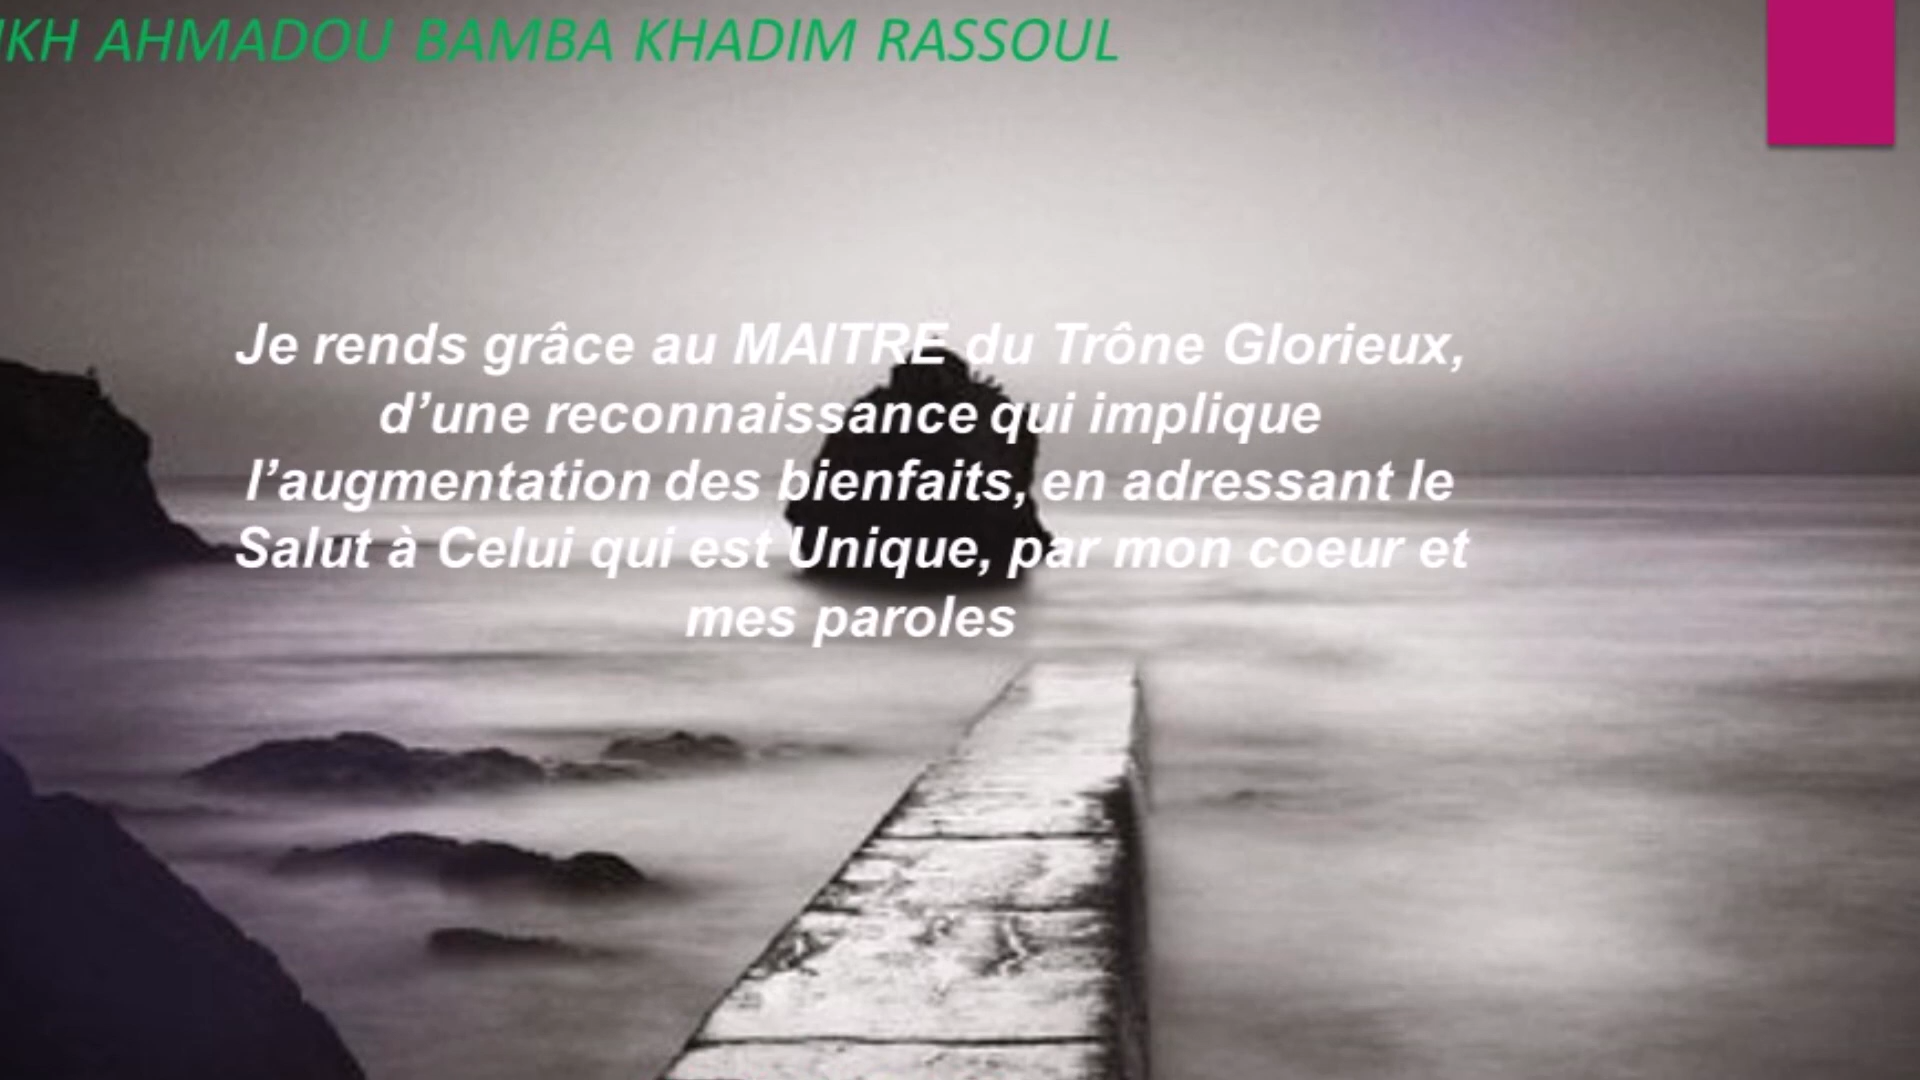 KH AHMADOU BAMBA KHADIM RASSOUL
Je rends grâce au MAITRE du Trône Glorieux,
d’une reconnaissance qui implique
l’augmentation des bienfaits, en adressant le
Salut à Celui qui est Unique, par mon coeur et
mes paroles